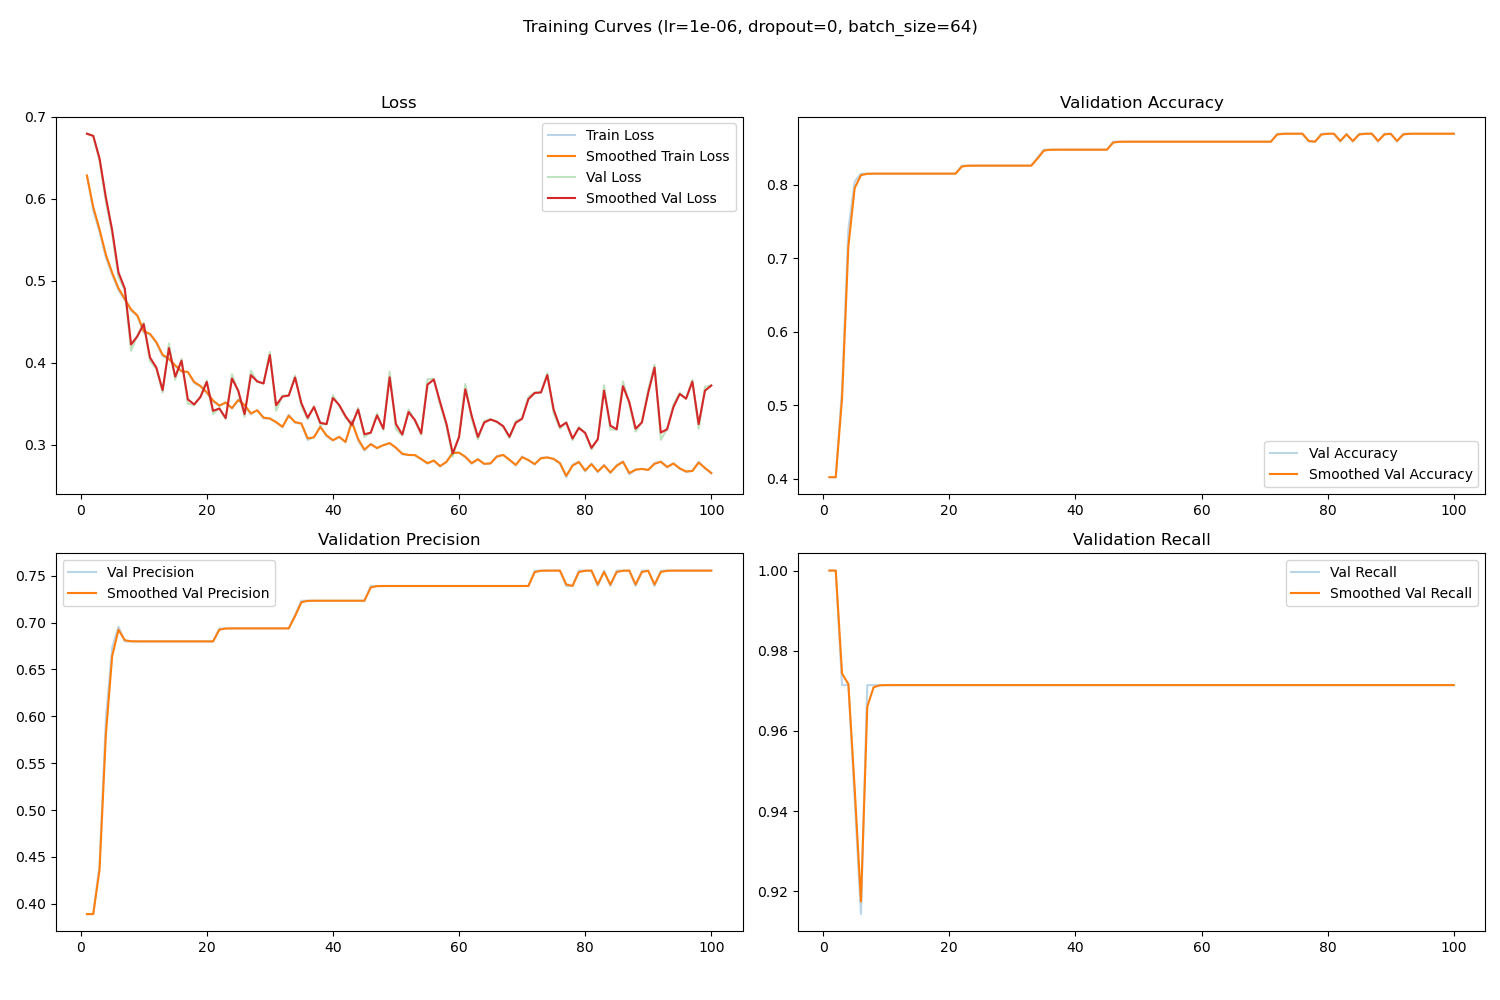 Training Curves (lr=1e-06, dropout=0, batch_size=64)
Loss
0.7
0.6
0.5
0.4
0.3
0 20 40 60 80 100
Train Loss
Smoothed Train Loss
Val Loss
Smoothed Val Loss
Validation Accuracy
0.8
0.7
0.6
0.5
0.4
0 20 40 60 80 100
Val Accuracy
Smoothed Val Accuracy
Validation Precision
0.75
0.70
0.65
0.60
0.55
0.50
0.45
0.40
0 20 40 60 80 100
Val Precision
Smoothed Val Precision
Validation Recall
1.00
0.98
0.96
0.94
0.92
0 20 40 60 80 100
Val Recall
Smoothed Val Recall